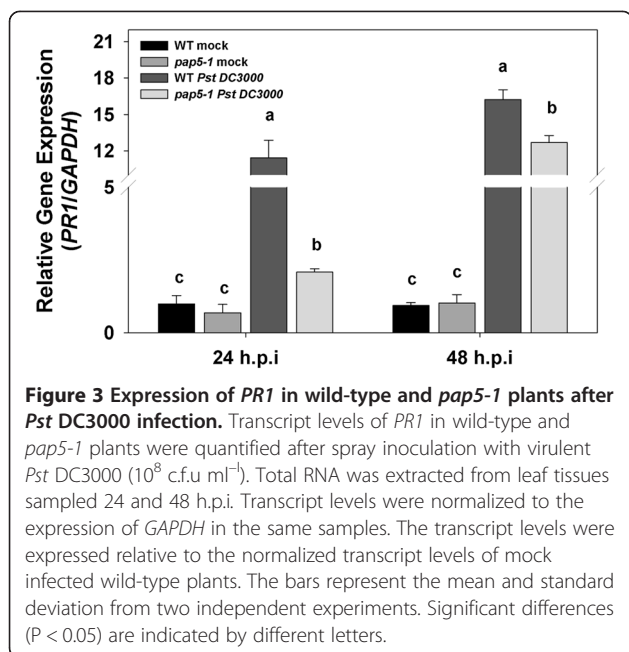 21
18
15
12
5
0
Relative Gene Expression
(PR1/GAPDH)
WT mock
pap5-1 mock
WT Pst DC3000
pap5-1 Pst DC3000
c
c
a
b
c
c
a
b
24 h.p.i
48 h.p.i
Figure 3 Expression of PR1 in wild-type and pap5-1 plants after
Pst DC3000 infection. Transcript levels of PR1 in wild-type and
pap5-1 plants were quantified after spray inoculation with virulent
Pst DC3000 (10⁸ c.f.u ml⁻ˡ). Total RNA was extracted from leaf tissues
sampled 24 and 48 h.p.i. Transcript levels were normalized to the
expression of GAPDH in the same samples. The transcript levels were
expressed relative to the normalized transcript levels of mock
infected wild-type plants. The bars represent the mean and standard
deviation from two independent experiments. Significant differences
(P < 0.05) are indicated by different letters.